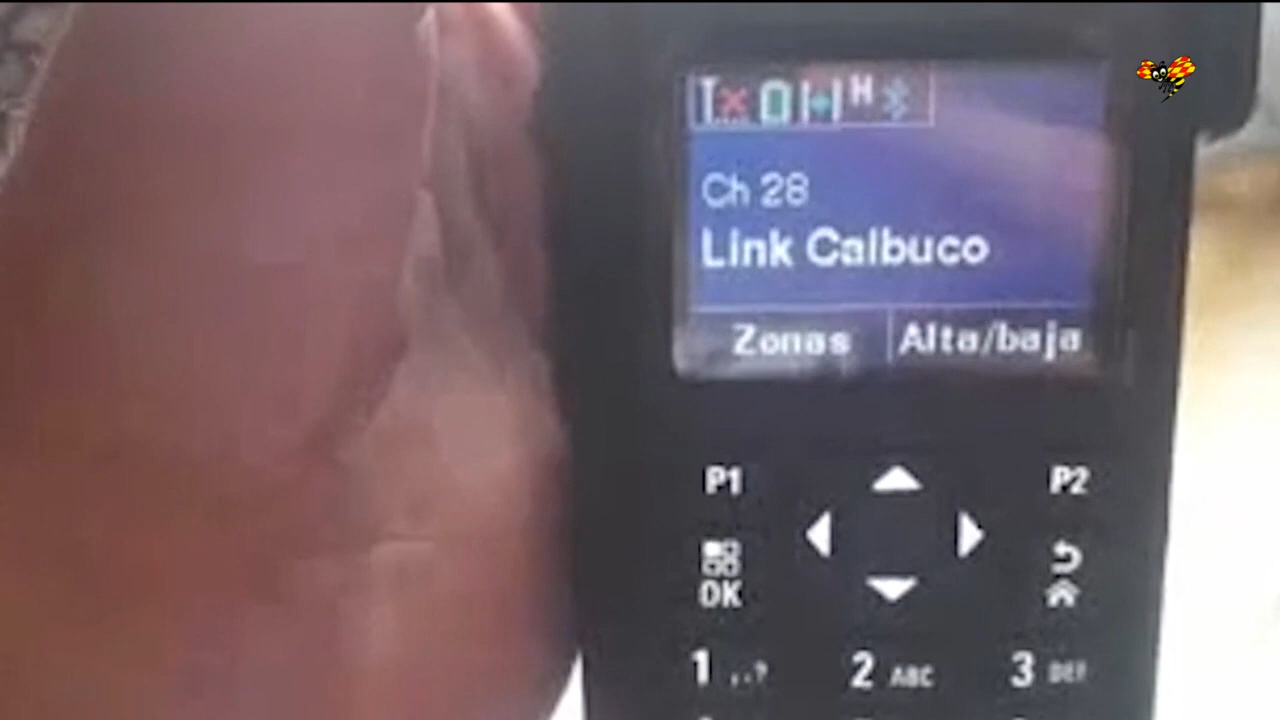 Ch 28
Link Calbuco
Zonas Alta/baja
P1 P2
OK
1 ,.? 2 ABC 3 DEF